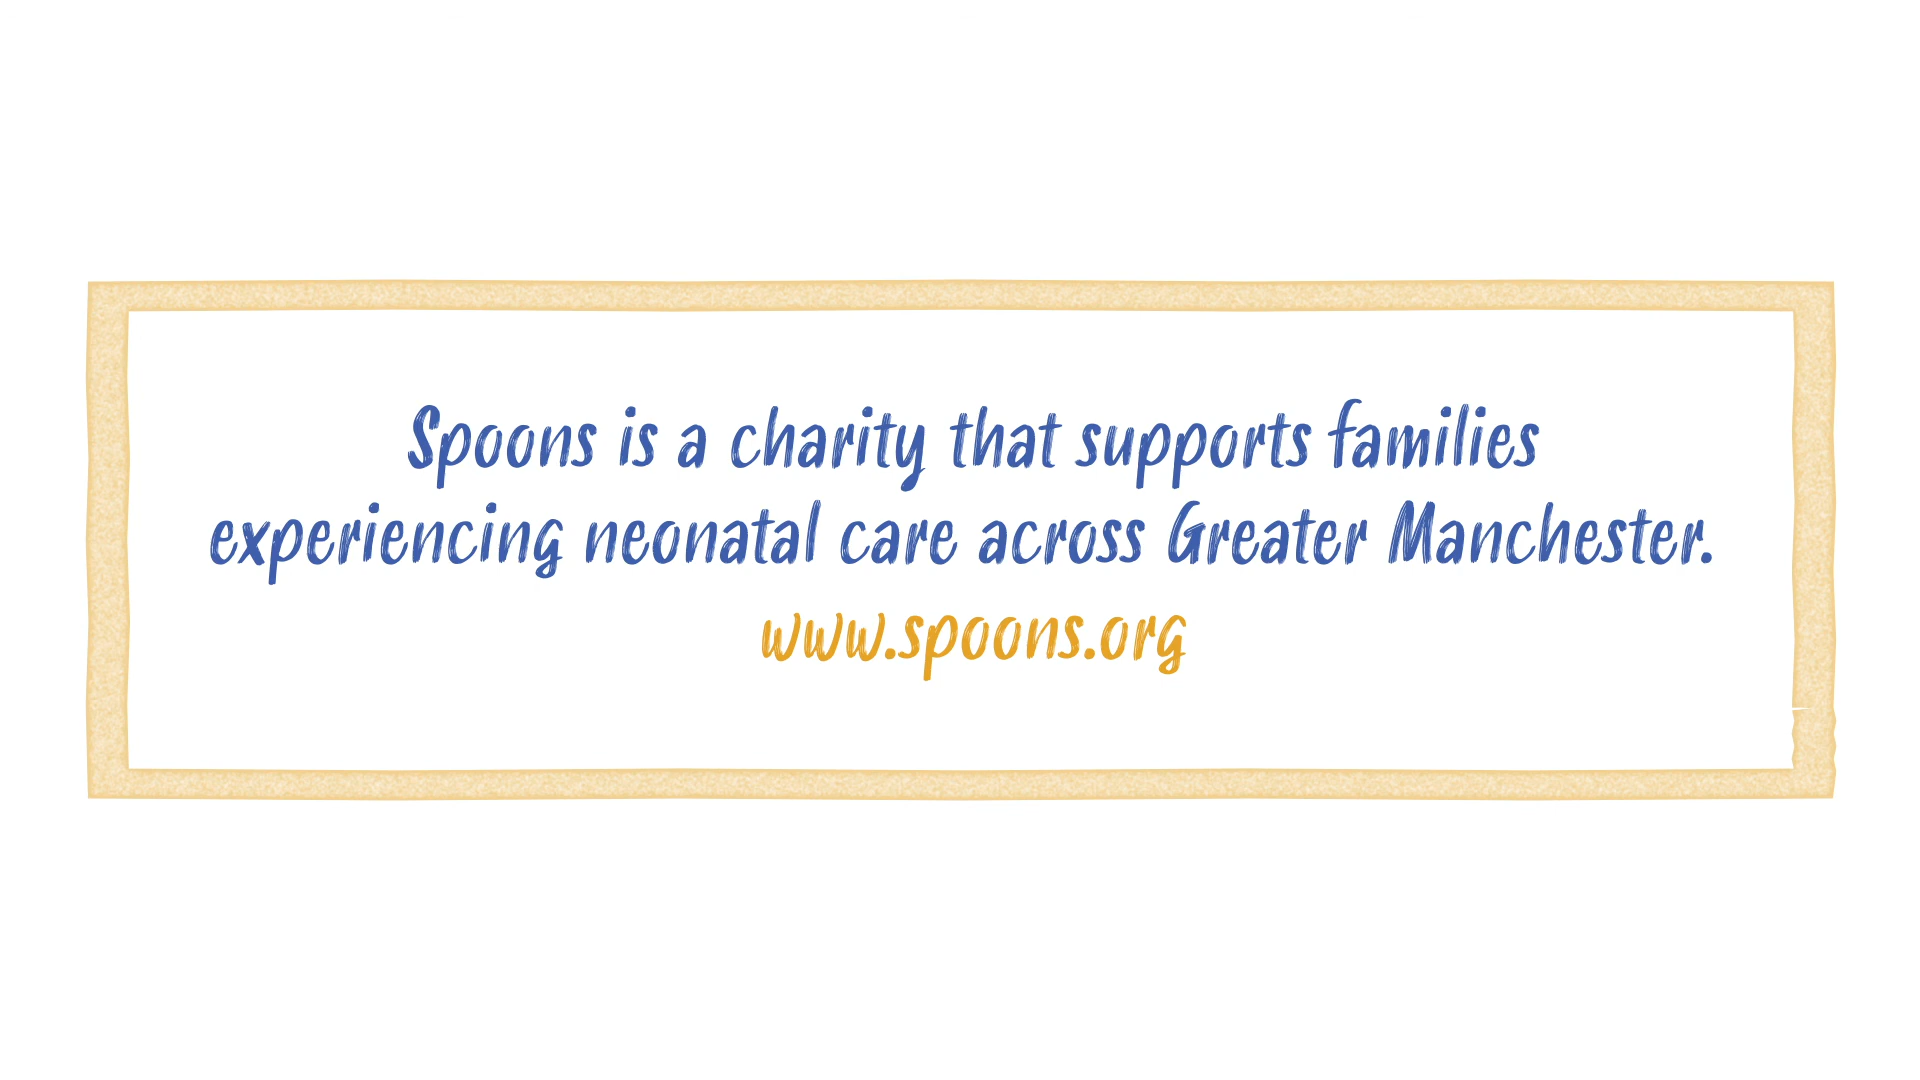 Spoons is a charity that supports families
experiencing neonatal care across Greater Manchester.
www.spoons.org